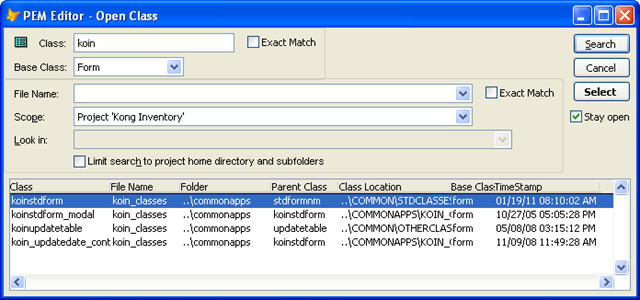 PEM Editor - Open Class
Class: koin Exact Match Search
Base Class: Form Cancel
File Name: Exact Match Select
Scope: Project 'Kong Inventory' Stay open
Look in:
Limit search to project home directory and subfolders
Class File Name Folder Parent Class Class Location Base Clas TimeStamp
koinstdform koin_classes ..\commonapps stdformnm ..\COMMON\STDCLASSES form 01/19/11 08:10:02 AM
koinstdform_modal koin_classes ..\commonapps koinstdform ..\COMMONAPPS\KOIN_( form 10/27/05 05:05:28 PM
koinupdatetable koin_classes ..\commonapps updatetable ..\COMMON\OTHERCLAS form 05/08/08 03:15:12 PM
koin_updatedate_cont koin_classes ..\commonapps koinstdform ..\COMMONAPPS\KOIN_( form 11/09/08 11:49:28 AM